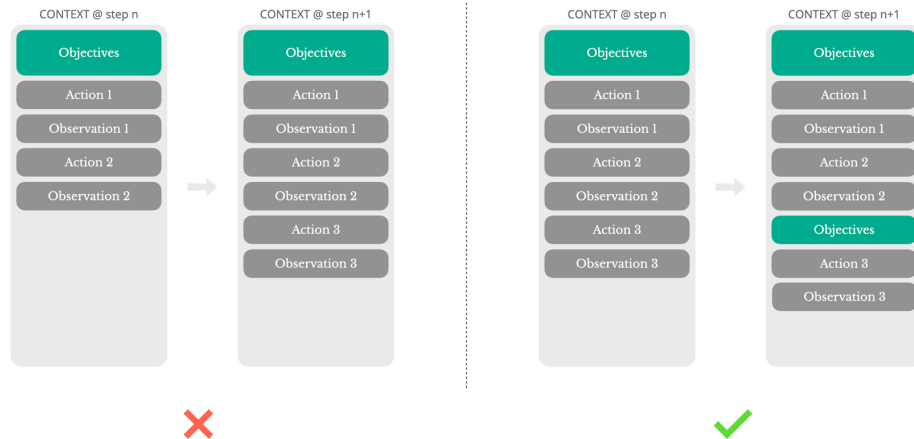 CONTEXT @ step n
Objectives
Action 1
Observation 1
Action 2
Observation 2
CONTEXT @ step n+1
Objectives
Action 1
Observation 1
Action 2
Observation 2
Action 3
Observation 3
CONTEXT @ step n
Objectives
Action 1
Observation 1
Action 2
Observation 2
Action 3
Observation 3
CONTEXT @ step n+1
Objectives
Action 1
Observation 1
Action 2
Observation 2
Objectives
Action 3
Observation 3